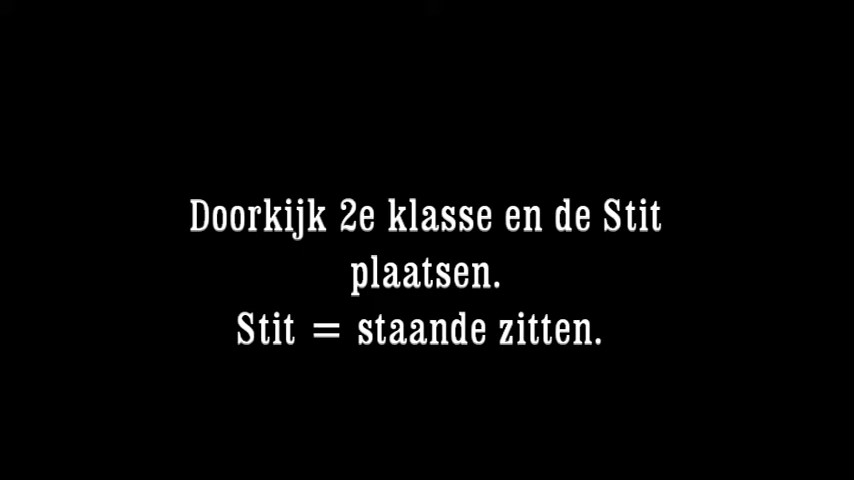 Doorkijk 2e klasse en de Stit
plaatsen.
Stit = staande zitten.